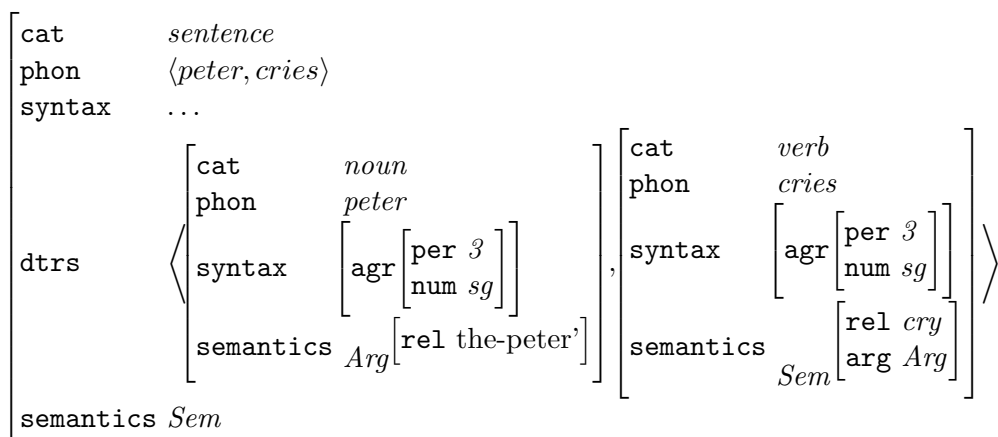 cat sentence
phon ⟨peter, cries⟩
syntax ...
dtrs ⟨[cat noun
phon peter
syntax [agr [per 3
num sg]]
semantics Arg[rel the-peter’]],
[cat verb
phon cries
syntax [agr [per 3
num sg]]
semantics Sem[rel cry
arg Arg]]⟩
semantics Sem